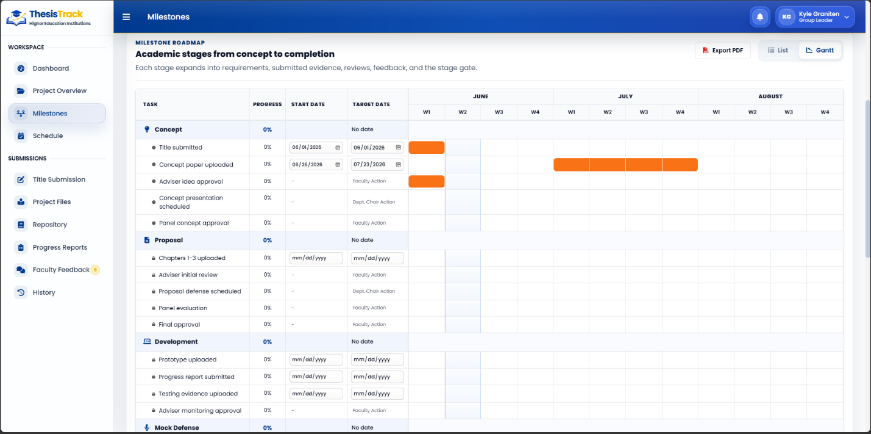 ThesisTrack
Higher Education Institutions
Milestones
KG
Kyle Graniten
Group Leader
WORKSPACE
Dashboard
Project Overview
Milestones
Schedule
SUBMISSIONS
Title Submission
Project Files
Repository
Progress Reports
Faculty Feedback
History
MILESTONE ROADMAP
Academic stages from concept to completion
Each stage expands into requirements, submitted evidence, reviews, feedback, and the stage gate.
Export PDF
List
Gantt
TASK PROGRESS START DATE TARGET DATE JUNE JULY AUGUST
W1 W2 W3 W4 W1 W2 W3 W4 W1 W2 W3 W4
Concept 0% No date
Title submitted 0% 06/01/2026 06/01/2026
Concept paper uploaded 0% 07/23/2026
Adviser idea approval 0% - Faculty Action
Concept presentation
scheduled 0% - Dept. Chair Action
Panel concept approval 0% - Faculty Action
Proposal 0% No date
Chapters 1-3 uploaded 0% mm/dd/yyyy mm/dd/yyyy
Adviser initial review 0% - Faculty Action
Proposal defense scheduled 0% - Dept. Chair Action
Panel evaluation 0% - Faculty Action
Final approval 0% - Faculty Action
Development 0% No date
Prototype uploaded 0% mm/dd/yyyy mm/dd/yyyy
Progress report submitted 0% mm/dd/yyyy mm/dd/yyyy
Testing evidence uploaded 0% mm/dd/yyyy mm/dd/yyyy
Adviser monitoring approval 0% - Faculty Action
Mock Defense 0% No date